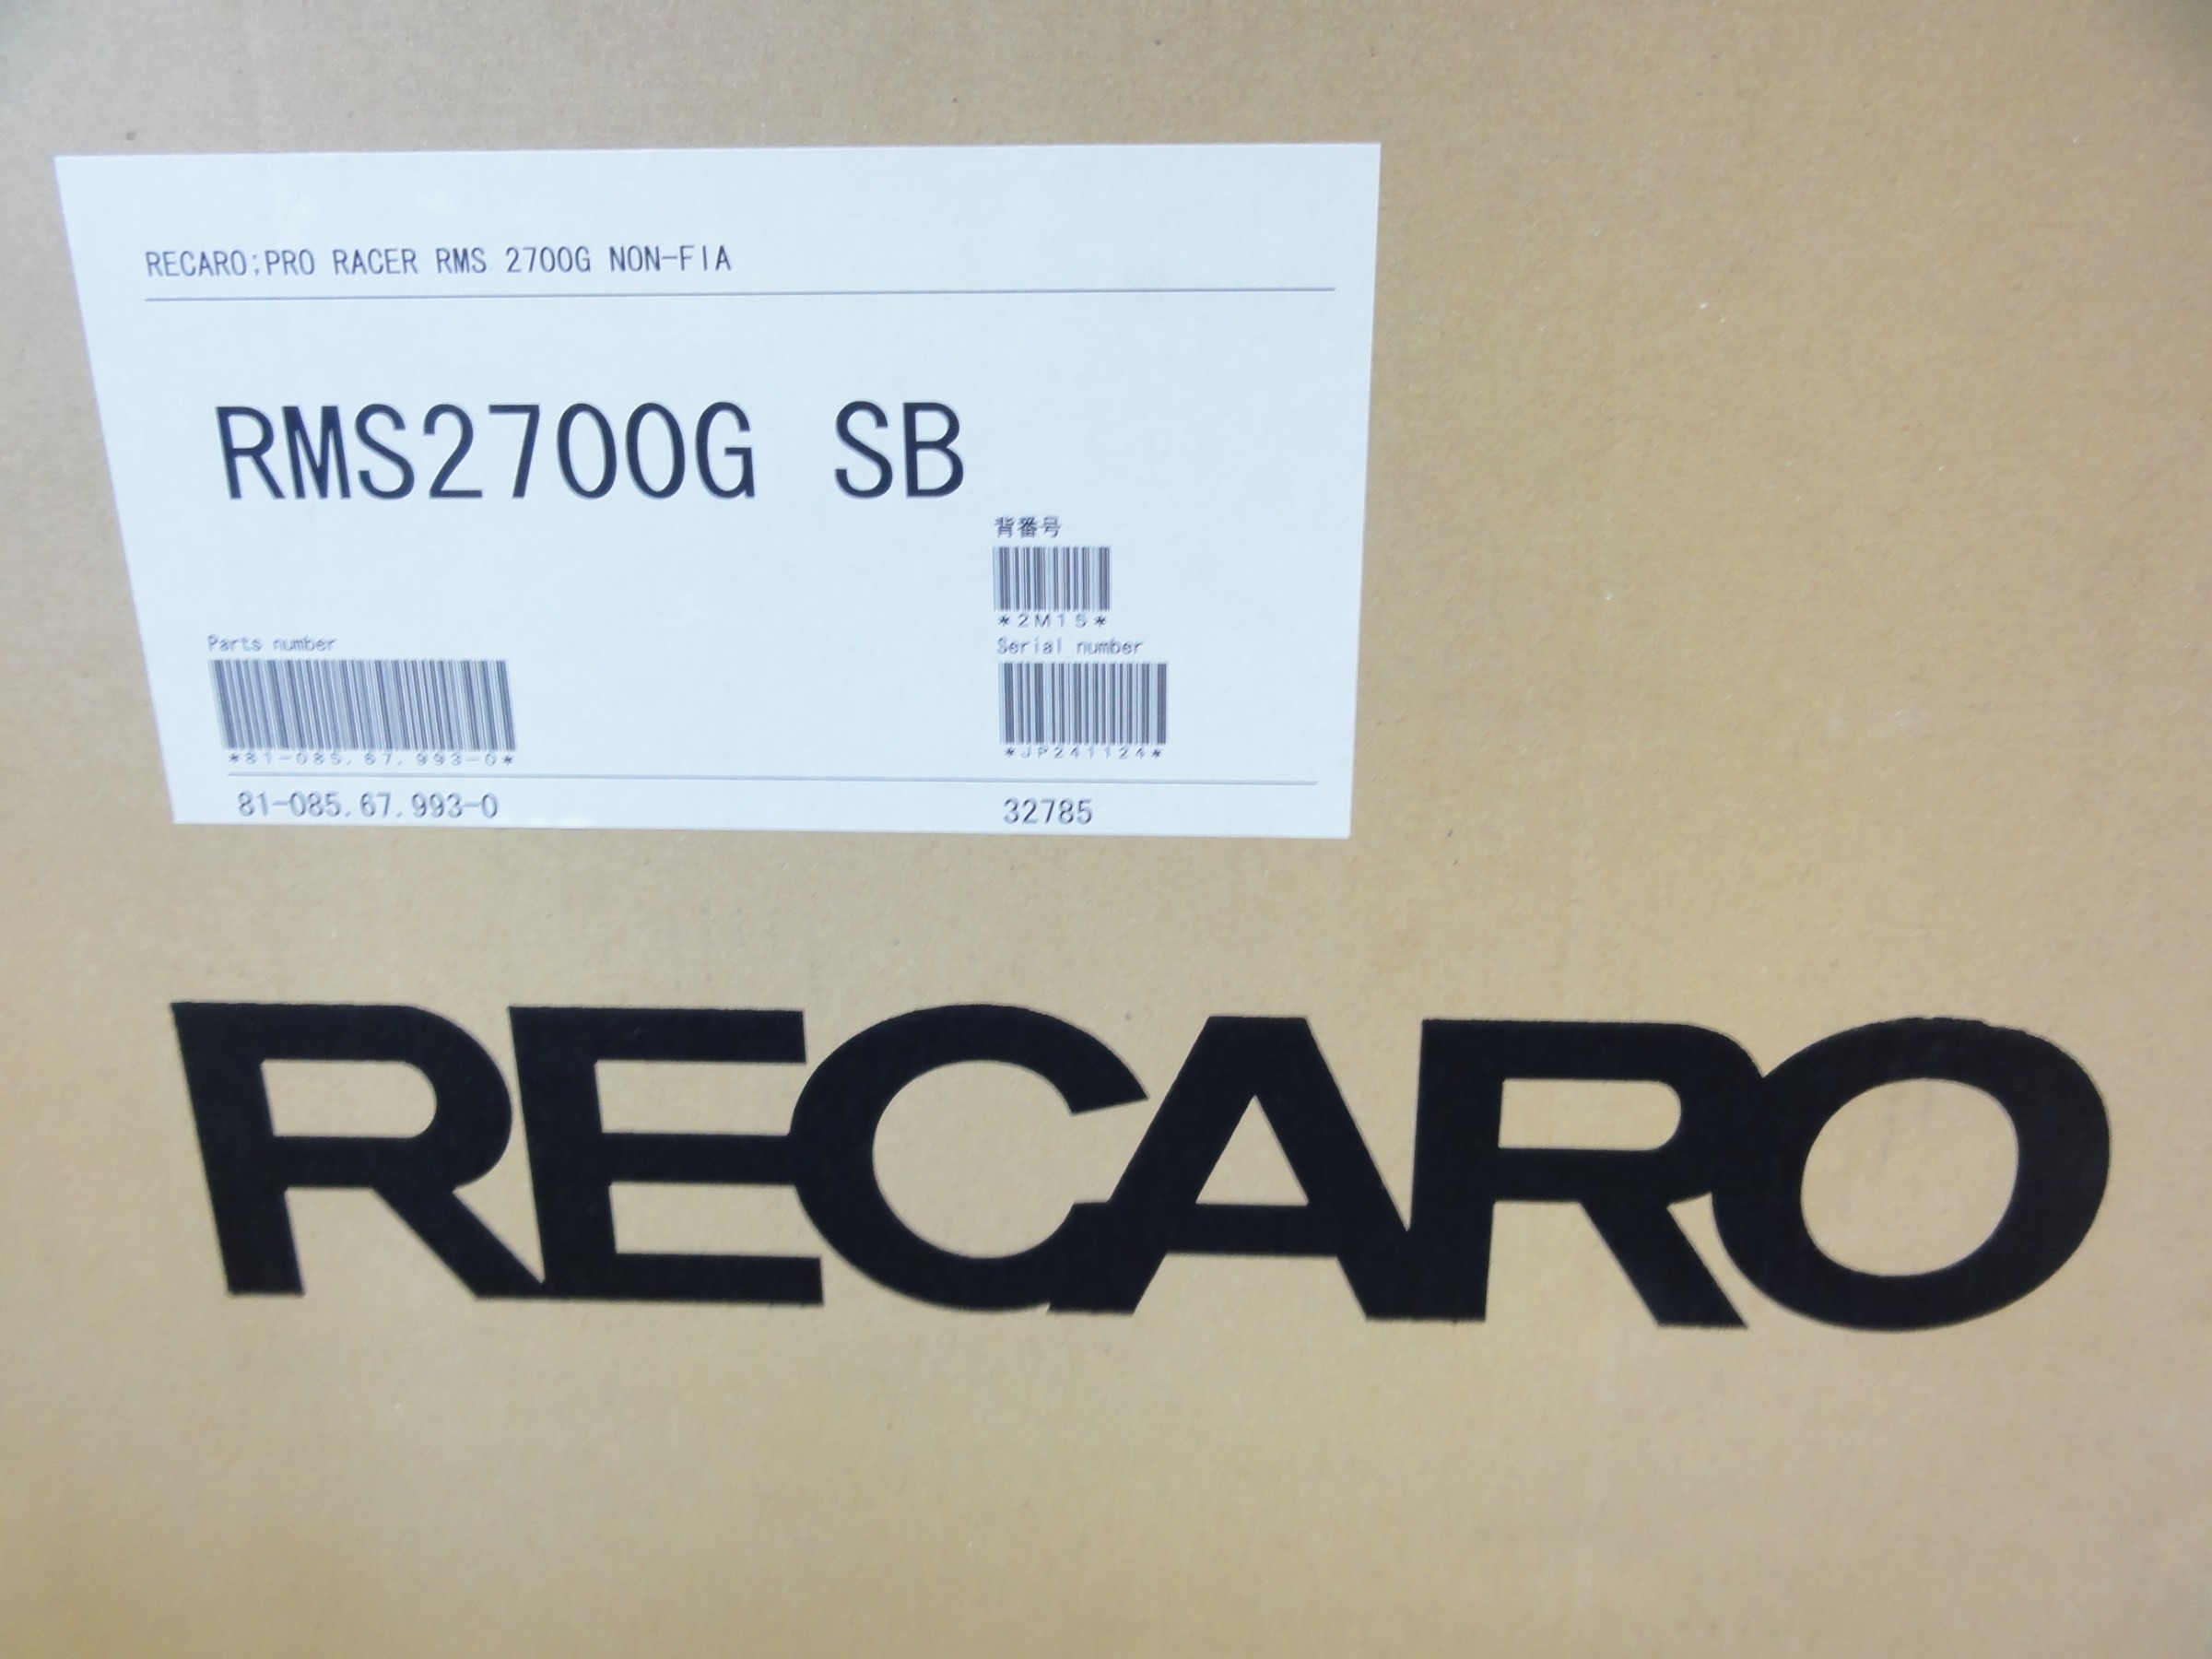 RECARO;PRO RACER RMS 2700G NON-FIA
RMS2700G SB
背番号
*2M15*
Parts number
Serial number
*81-085.67.993-0*
*JP241124*
81-085.67.993-0
32785
RECARO